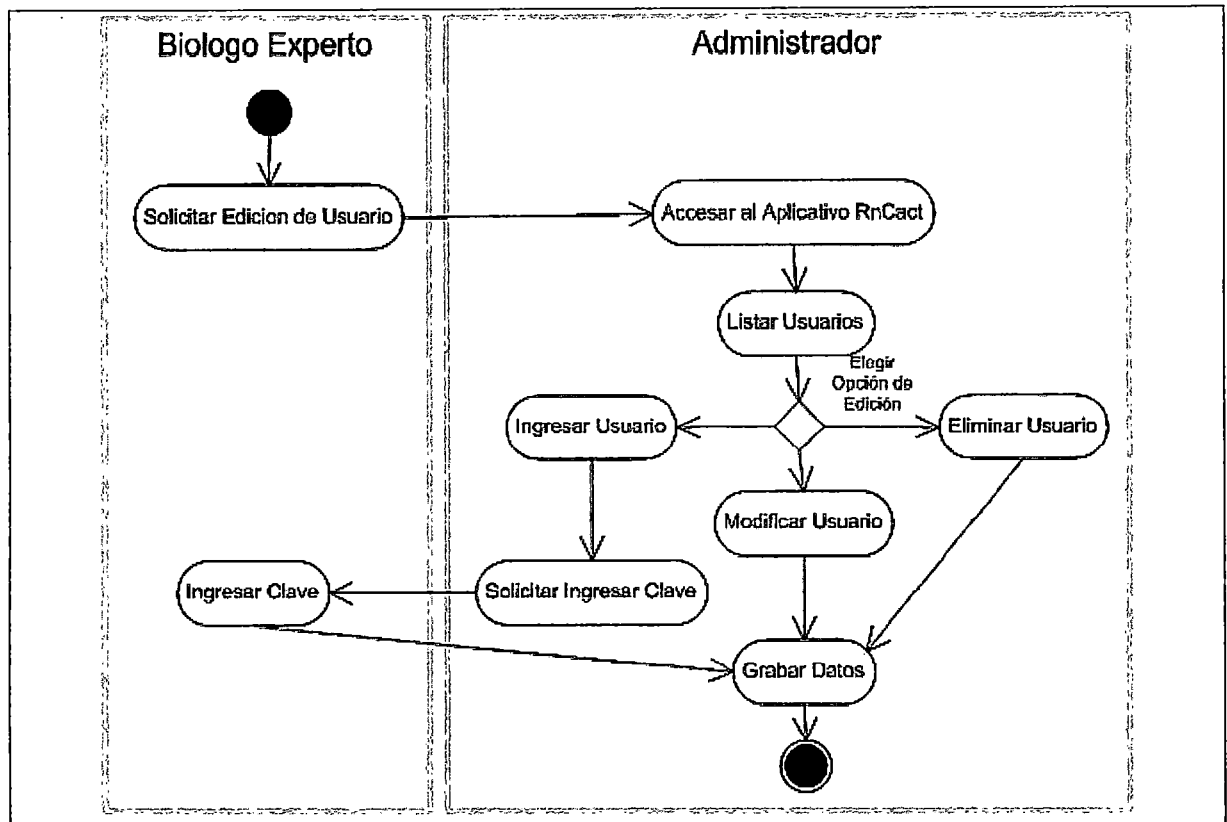 Biologo Experto
Administrador
Solicitar Edicion de Usuario
Accesar al Aplicativo RnCact
Listar Usuarios
Elegir
Opción de
Edición
Ingresar Usuario
Eliminar Usuario
Modificar Usuario
Ingresar Clave
Solicitar Ingresar Clave
Grabar Datos